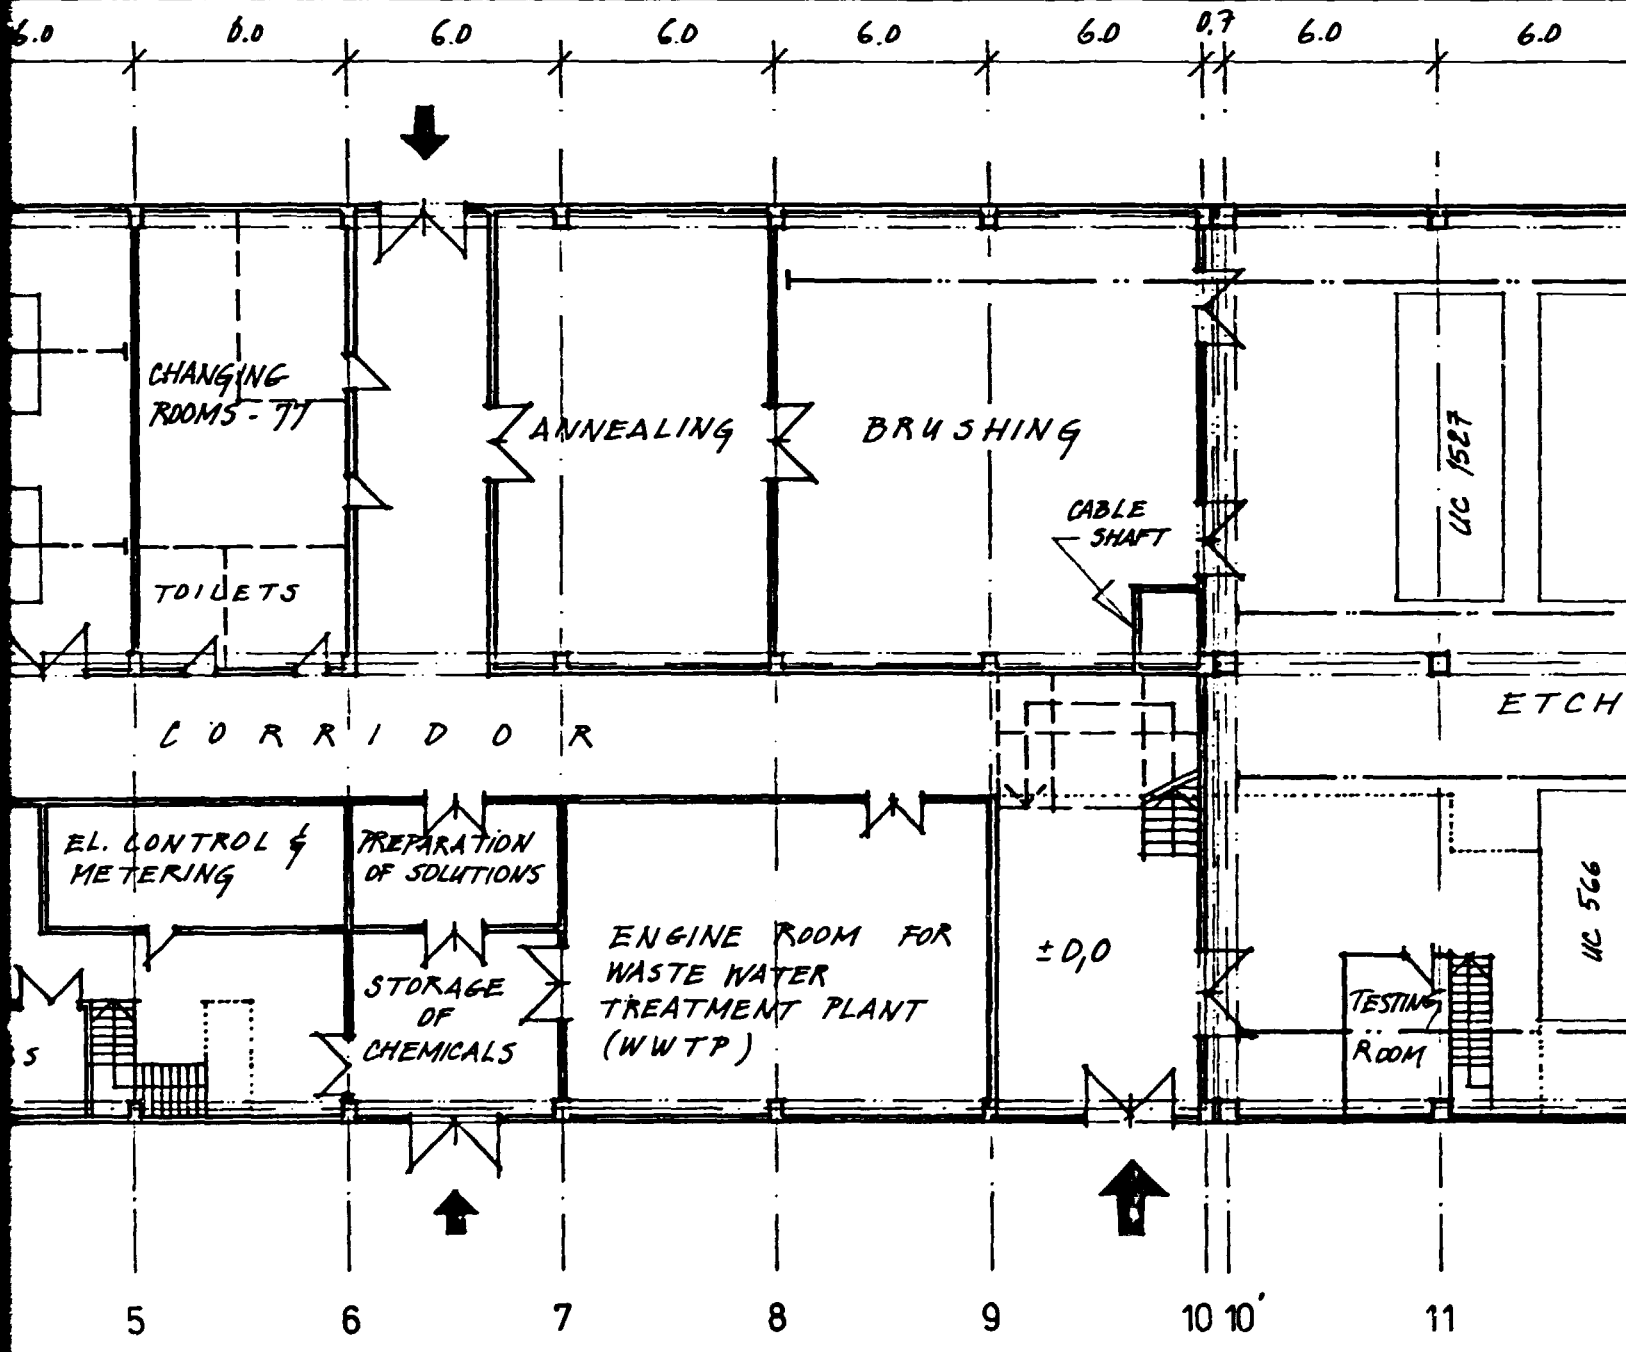 6.0 6.0 6.0 6.0 6.0 6.0 0.7 6.0 6.0
CHANGING
ROOMS - 77
ANNEALING
BRUSHING
UC 1527
CABLE
SHAFT
TOILETS
ETCH
CORRIDOR
EL. CONTROL &
METERING
PREPARATION
OF SOLUTIONS
UC 566
ENGINE ROOM FOR
WASTE WATER
TREATMENT PLANT
(WWTP)
± 0,0
STORAGE
OF
CHEMICALS
TESTING
ROOM
S
5 6 7 8 9 10 10' 11